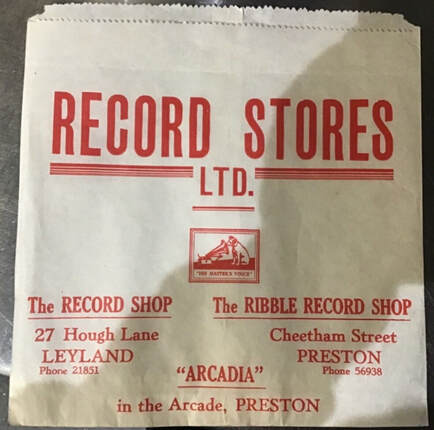 RECORD STORES
LTD.
"HIS MASTER'S VOICE"
The RECORD SHOP
27 Hough Lane
LEYLAND
Phone 21851
The RIBBLE RECORD SHOP
Cheetham Street
PRESTON
Phone 56938
"ARCADIA"
in the Arcade, PRESTON